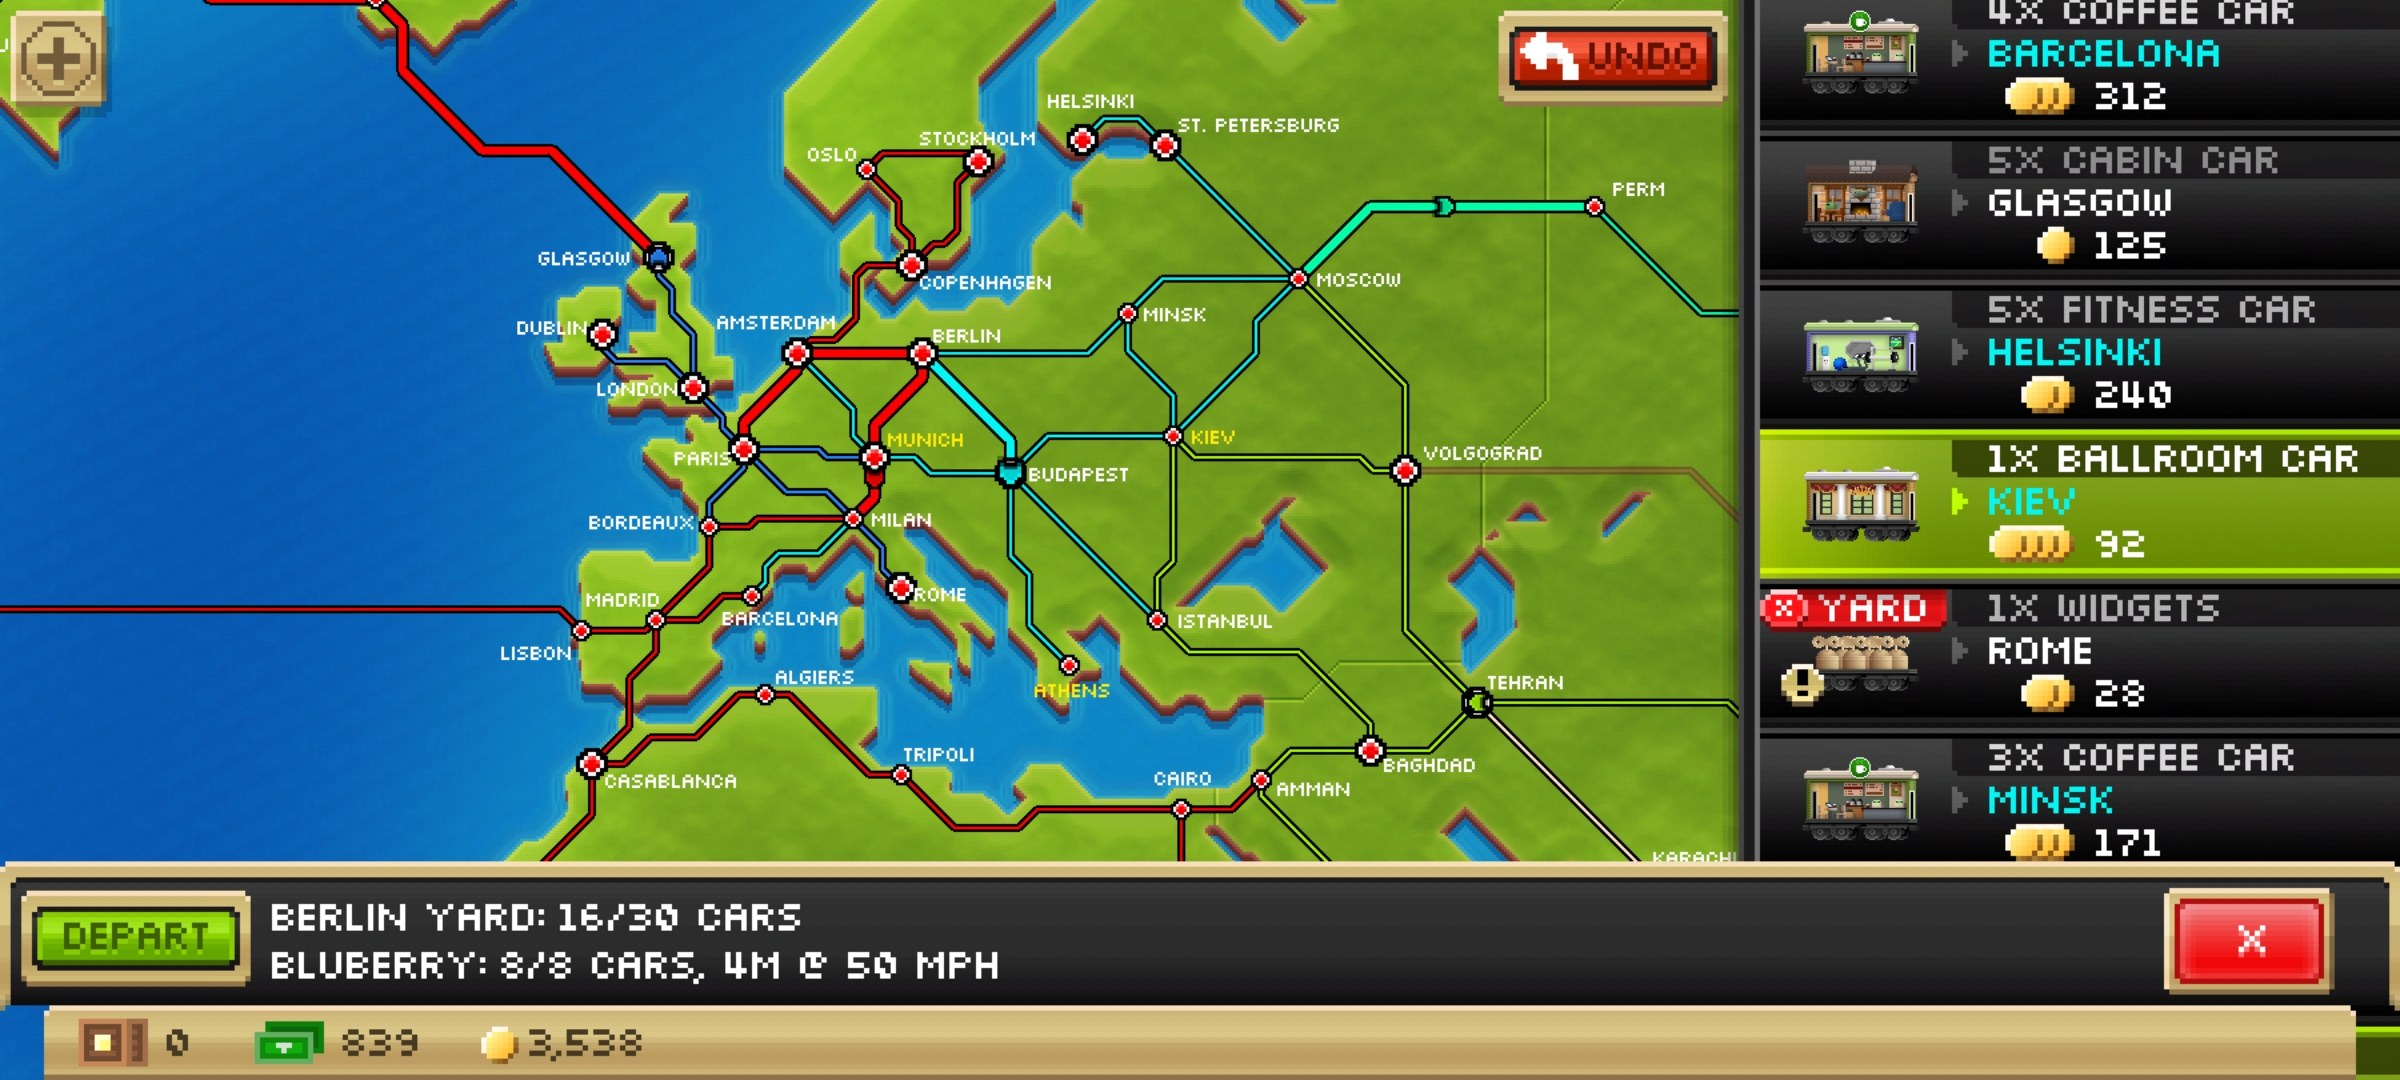 4X COFFEE CAR
BARCELONA
312
UNDO
HELSINKI
ST. PETERSBURG
STOCKHOLM
OSLO
5X CABIN CAR
GLASGOW
125
PERM
GLASGOW
COPENHAGEN
MOSCOW
5X FITNESS CAR
HELSINKI
240
DUBLIN
AMSTERDAM
BERLIN
MINSK
LONDON
MUNICH
KIEV
VOLGOGRAD
PARIS
BUDAPEST
1X BALLROOM CAR
KIEV
92
BORDEAUX
MILAN
MADRID
ROME
BARCELONA
ISTANBUL
YARD
1X WIDGETS
ROME
28
LISBON
ALGIERS
ATHENS
TEHRAN
CASABLANCA
TRIPOLI
CAIRO
AMMAN
BAGHDAD
3X COFFEE CAR
MINSK
171
KARACHI
DEPART
BERLIN YARD: 16/30 CARS
BLUBERRY: 8/8 CARS, 4M @ 50 MPH
X
0
839
3,538